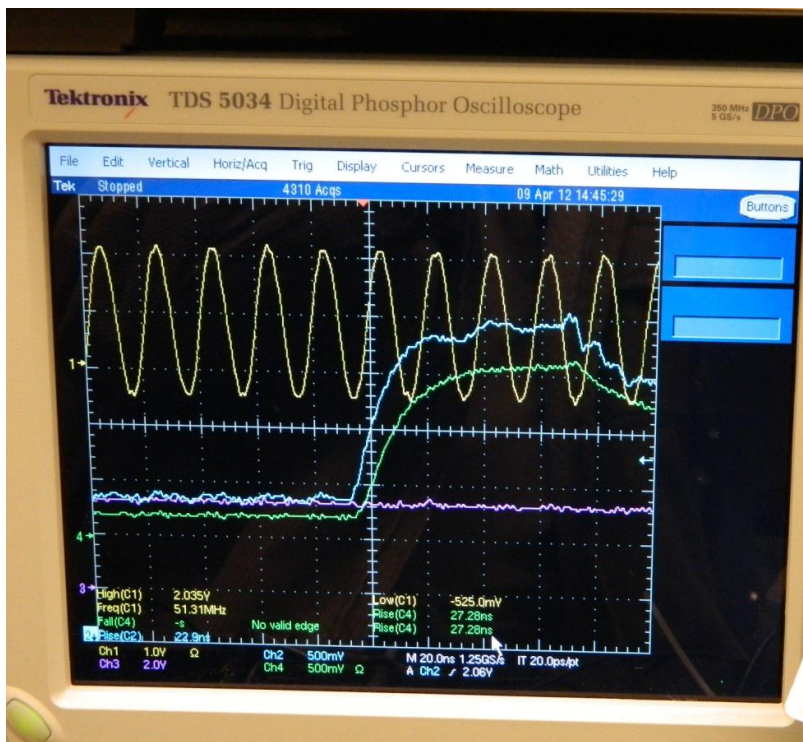 Tektronix TDS 5034 Digital Phosphor Oscilloscope 350 MHz 5 GS/s DPO
File Edit Vertical Horiz/Acq Trig Display Cursors Measure Math Utilities Help
Tek Stopped 4310 Acqs 09 Apr 12 14:45:29
Buttons
1
4
3
2
High(C1) 2.035V Low(C1) -525.0mV
Freq(C1) 51.31MHz Rise(C4) 27.28ns
Fall(C4) -s No valid edge Rise(C4) 27.28ns
Rise(C2) 22.9ns
Ch1 1.0V Ω Ch2 500mV M 20.0ns 1.25GS/s IT 20.0ps/pt
Ch3 2.0V Ch4 500mV Ω A Ch2 2.06V